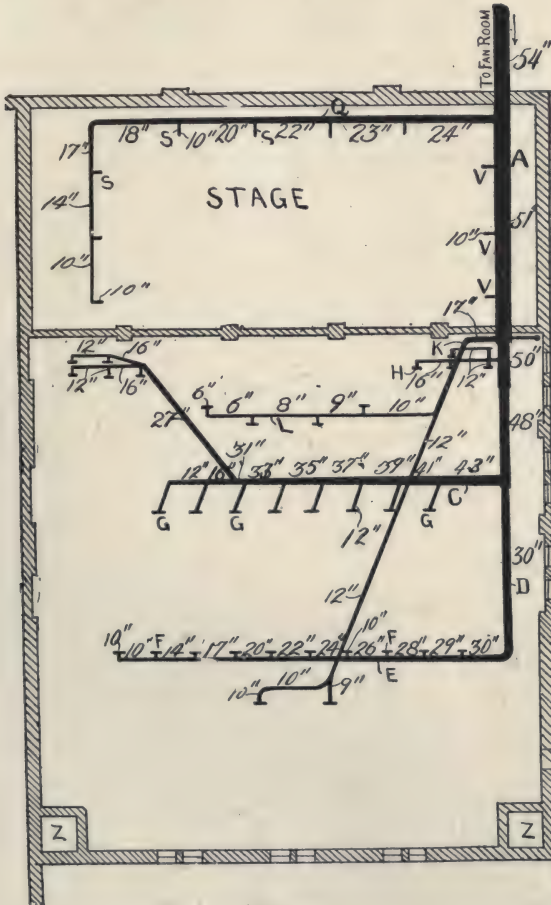 TO FAN ROOM
54"
Q
18" 10" 20" 22" 23" 24"
S S
17"
S
A
V
14"
STAGE
51"
10"
V
10"
V
10"
17"
12" 16"
K
50"
12" 16"
H
16" 12"
6"
6" 8" 9" 10"
L
48"
27"
12"
31"
12" 18" 33" 35" 37" 39" 41" 43"
C
G G G
12"
30"
12"
D
10"
10" F 14" 17" 20" 22" 24" 10" 26" F 28" 29" 30"
E
10" 10" 9"
Z Z